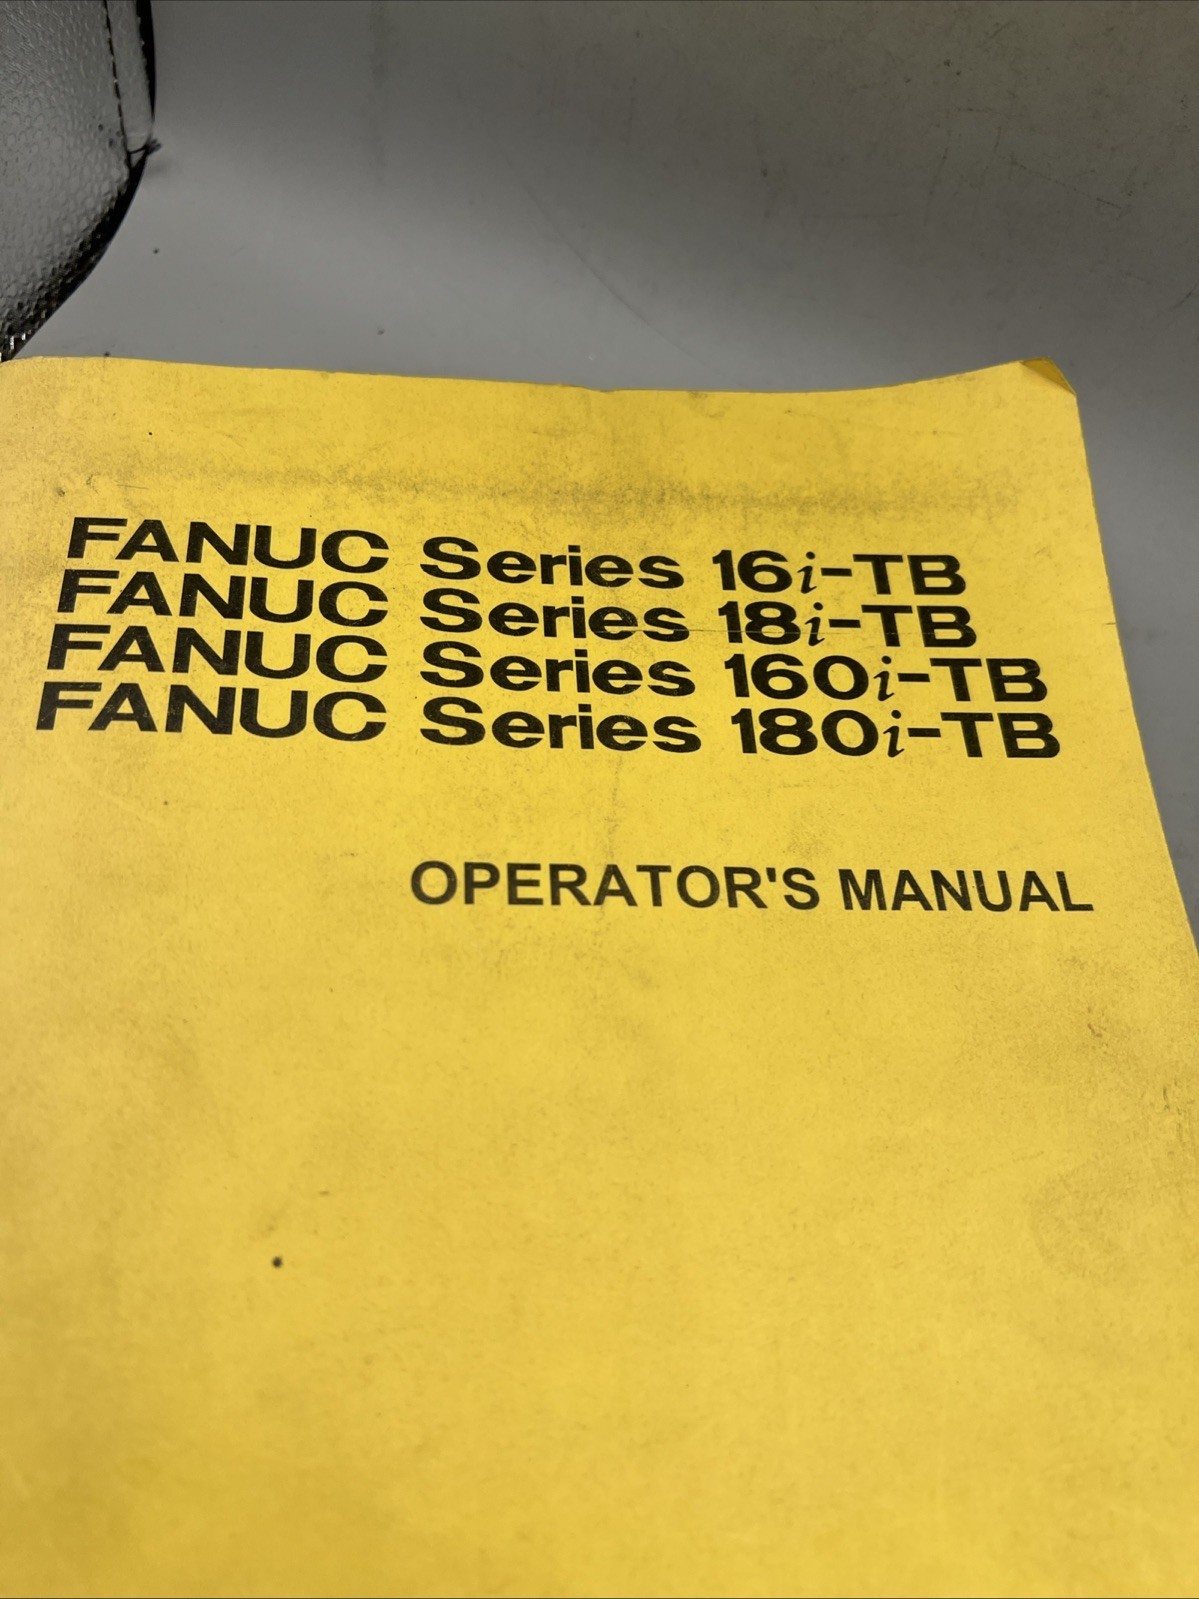 FANUC Series 16i-TB
FANUC Series 18i-TB
FANUC Series 160i-TB
FANUC Series 180i-TB
OPERATOR'S MANUAL